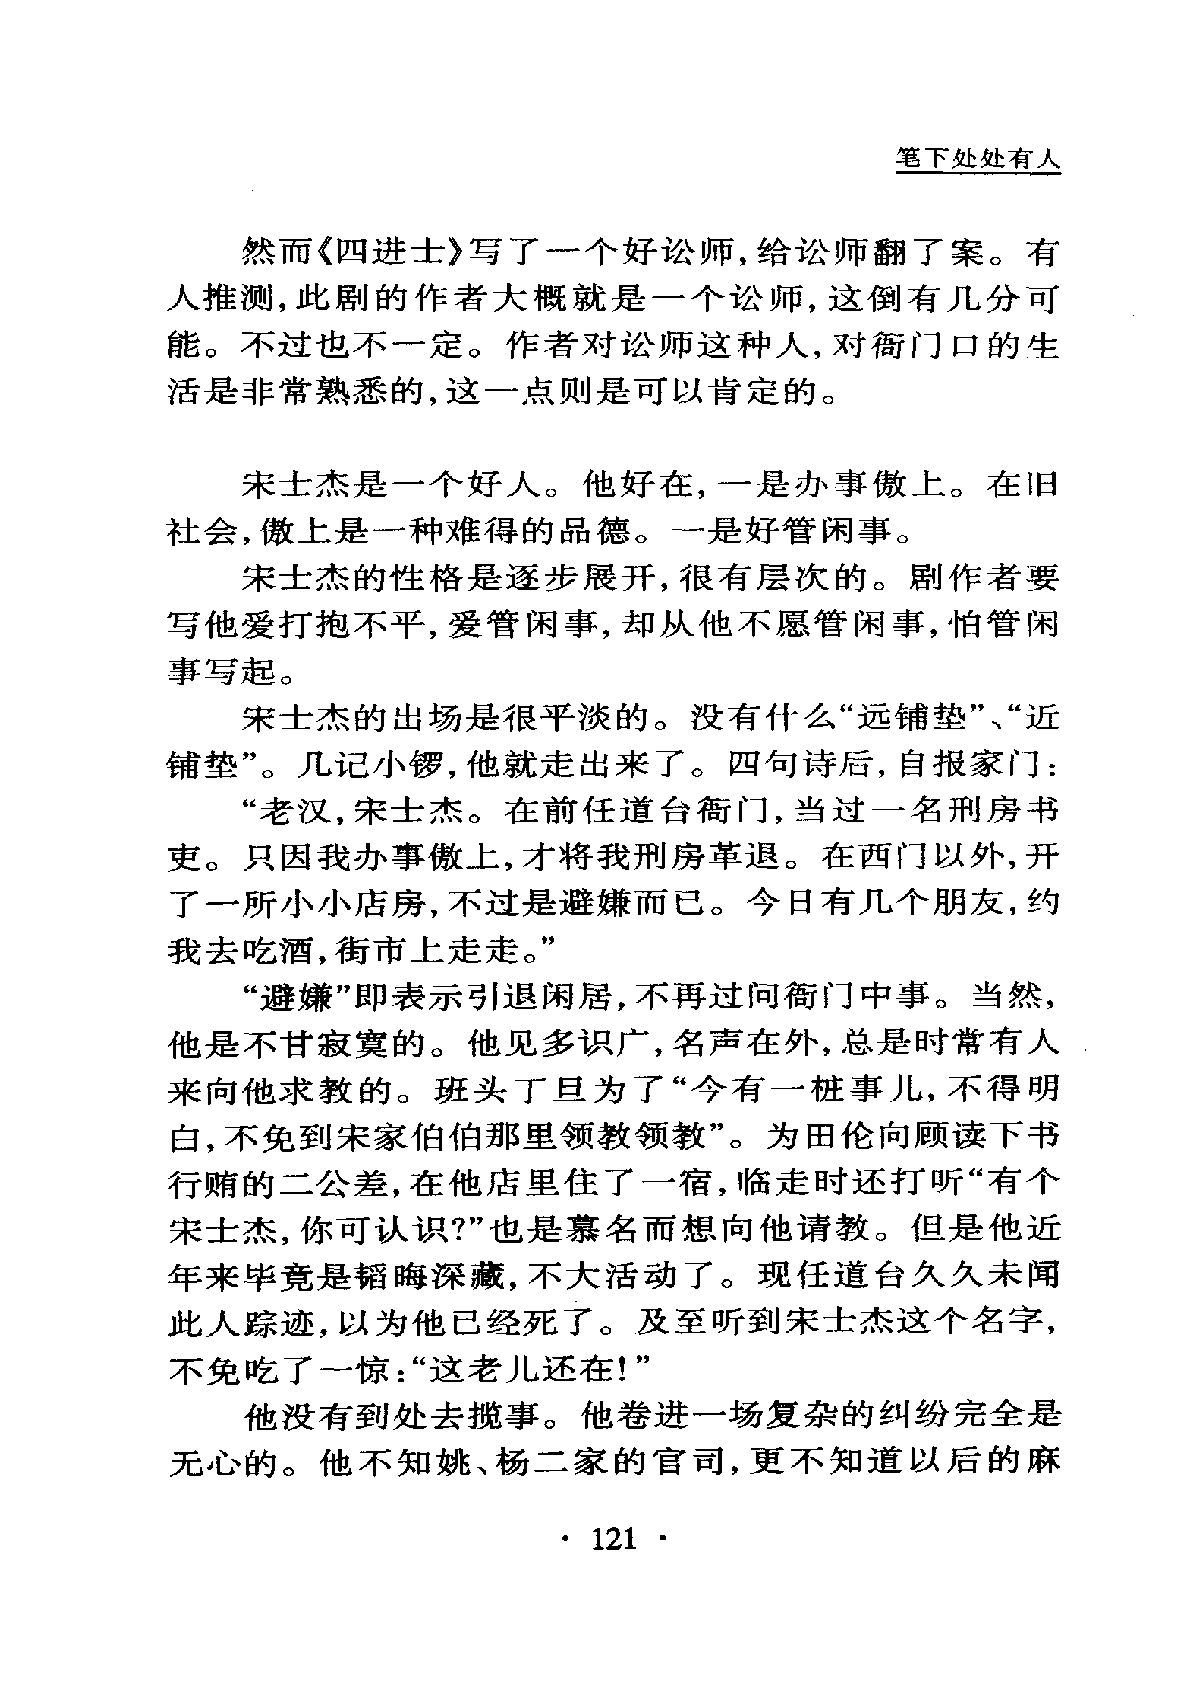 笔下处处有人
然而《四进士》写了一个好讼师,给讼师翻了案。有
人推测,此剧的作者大概就是一个讼师,这倒有几分可
能。不过也不一定。作者对讼师这种人,对衙门口的生
活是非常熟悉的,这一点则是可以肯定的。
宋士杰是一个好人。他好在,一是办事傲上。在旧
社会,傲上是一种难得的品德。一是好管闲事。
宋士杰的性格是逐步展开,很有层次的。剧作者要
写他爱打抱不平,爱管闲事,却从他不愿管闲事,怕管闲
事写起。
宋士杰的出场是很平淡的。没有什么“远铺垫”、“近
铺垫”。几记小锣,他就走出来了。四句诗后,自报家门:
“老汉,宋士杰。在前任道台衙门,当过一名刑房书
吏。只因我办事傲上,才将我刑房革退。在西门以外,开
了一所小小店房,不过是避嫌而已。今日有几个朋友,约
我去吃酒,街市上走走。”
“避嫌”即表示引退闲居,不再过问衙门中事。当然,
他是不甘寂寞的。他见多识广,名声在外,总是时常有人
来向他求教的。班头丁旦为了“今有一桩事儿,不得明
白,不免到宋家伯伯那里领教领教”。为田伦向顾读下书
行贿的二公差,在他店里住了一宿,临走时还打听“有个
宋士杰,你可认识?”也是慕名而想向他请教。但是他近
年来毕竟是韬晦深藏,不大活动了。现任道台久久未闻
此人踪迹,以为他已经死了。及至听到宋士杰这个名字,
不免吃了一惊:“这老儿还在!”
他没有到处去揽事。他卷进一场复杂的纠纷完全是
无心的。他不知姚、杨二家的官司,更不知道以后的麻
· 121 ·